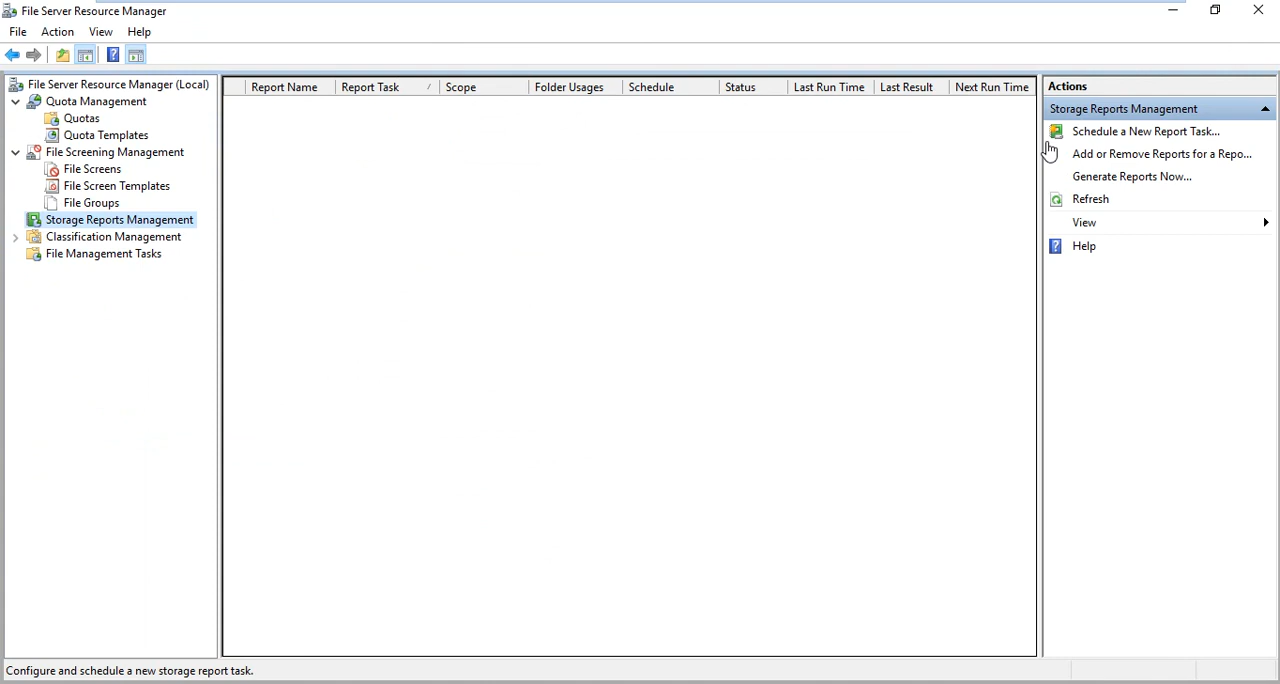 File Server Resource Manager
File Action View Help
File Server Resource Manager (Local)
Quota Management
Quotas
Quota Templates
File Screening Management
File Screens
File Screen Templates
File Groups
Storage Reports Management
Classification Management
File Management Tasks
Report Name Report Task Scope Folder Usages Schedule Status Last Run Time Last Result Next Run Time
Actions
Storage Reports Management
Schedule a New Report Task...
Add or Remove Reports for a Repo...
Generate Reports Now...
Refresh
View
Help
Configure and schedule a new storage report task.